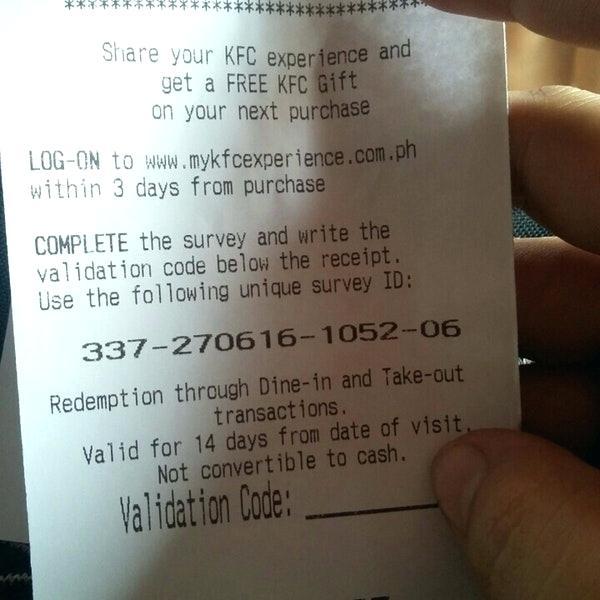 ****************************************
Share your KFC experience and
get a FREE KFC Gift
on your next purchase
LOG-ON to www.mykfcexperience.com.ph
within 3 days from purchase
COMPLETE the survey and write the
validation code below the receipt.
Use the following unique survey ID:
337-270616-1052-06
Redemption through Dine-in and Take-out
transactions.
Valid for 14 days from date of visit.
Not convertible to cash.
Validation Code: ________